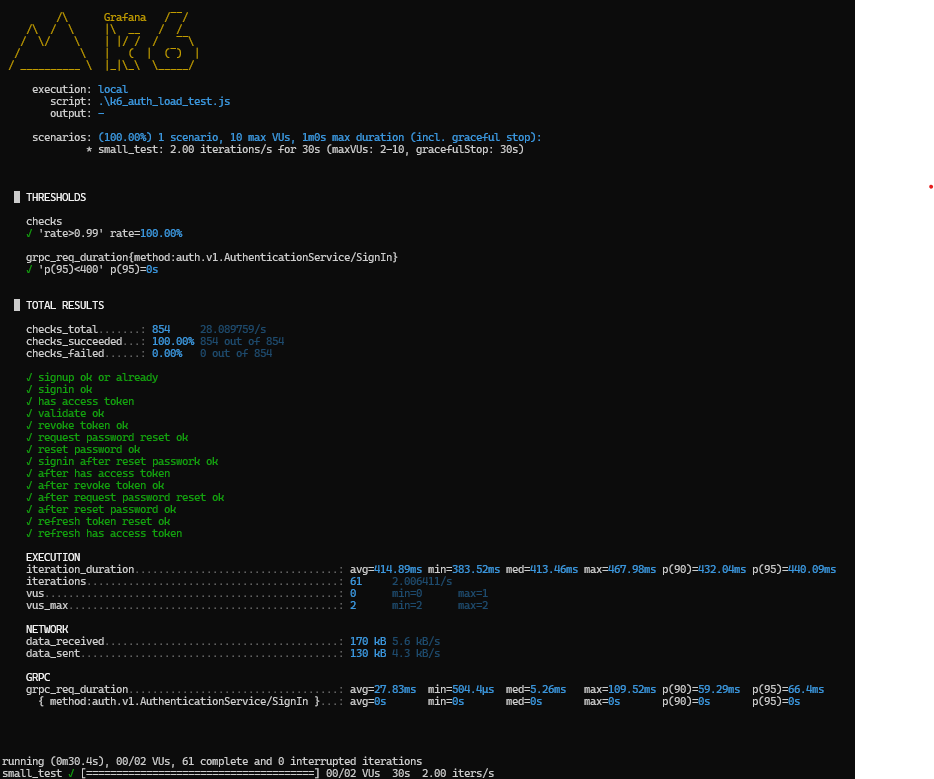 Grafana
execution: local
script: .\k6_auth_load_test.js
output: -
scenarios: (100.00%) 1 scenario, 10 max VUs, 1m0s max duration (incl. graceful stop):
* small_test: 2.00 iterations/s for 30s (maxVUs: 2-10, gracefulStop: 30s)
THRESHOLDS
checks
✓ 'rate>0.99' rate=100.00%
grpc_req_duration{method:auth.v1.AuthenticationService/SignIn}
✓ 'p(95)<400' p(95)=0s
TOTAL RESULTS
checks_total.......: 854 28.089759/s
checks_succeeded...: 100.00% 854 out of 854
checks_failed......: 0.00% 0 out of 854
✓ signup ok or already
✓ signin ok
✓ has access token
✓ validate ok
✓ revoke token ok
✓ request password reset ok
✓ reset password ok
✓ signin after reset passwork ok
✓ after has access token
✓ after revoke token ok
✓ after request password reset ok
✓ after reset password ok
✓ refresh token reset ok
✓ refresh has access token
EXECUTION
iteration_duration..................................: avg=414.89ms min=383.52ms med=413.46ms max=467.98ms p(90)=432.04ms p(95)=440.09ms
iterations..........................................: 61 2.006411/s
vus.................................................: 0 min=0 max=1
vus_max.............................................: 2 min=2 max=2
NETWORK
data_received.......................................: 170 kB 5.6 kB/s
data_sent...........................................: 130 kB 4.3 kB/s
GRPC
grpc_req_duration...................................: avg=27.83ms min=504.4µs med=5.26ms max=109.52ms p(90)=59.29ms p(95)=66.4ms
{ method:auth.v1.AuthenticationService/SignIn }...: avg=0s min=0s med=0s max=0s p(90)=0s p(95)=0s
running (0m30.4s), 00/02 VUs, 61 complete and 0 interrupted iterations
small_test ✓ [======================================] 00/02 VUs 30s 2.00 iters/s